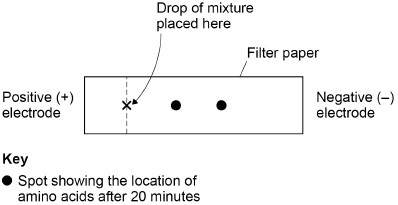 Drop of mixture
placed here
Filter paper
Positive (+)
electrode
Negative (–)
electrode
Key
Spot showing the location of
amino acids after 20 minutes